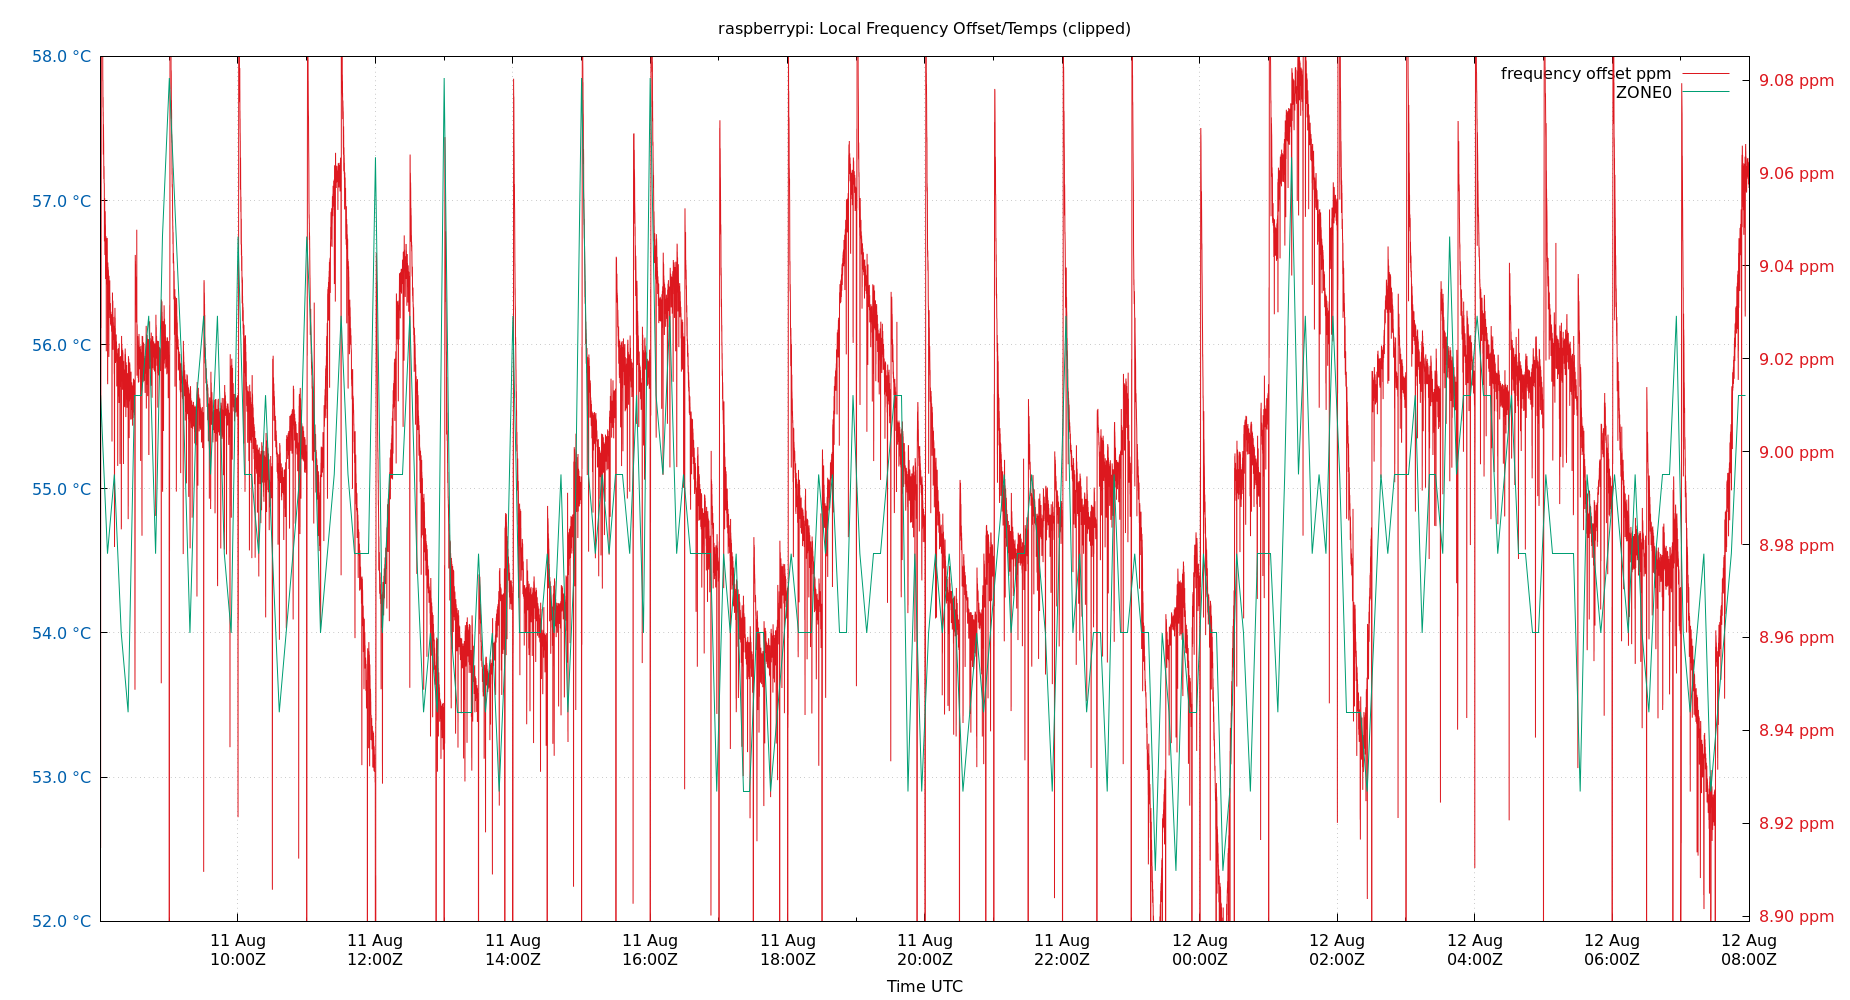 raspberrypi: Local Frequency Offset/Temps (clipped)
frequency offset ppm
ZONE0
58.0 °C
57.0 °C
56.0 °C
55.0 °C
54.0 °C
53.0 °C
52.0 °C
9.08 ppm
9.06 ppm
9.04 ppm
9.02 ppm
9.00 ppm
8.98 ppm
8.96 ppm
8.94 ppm
8.92 ppm
8.90 ppm
11 Aug
10:00Z
11 Aug
12:00Z
11 Aug
14:00Z
11 Aug
16:00Z
11 Aug
18:00Z
11 Aug
20:00Z
11 Aug
22:00Z
12 Aug
00:00Z
12 Aug
02:00Z
12 Aug
04:00Z
12 Aug
06:00Z
12 Aug
08:00Z
Time UTC